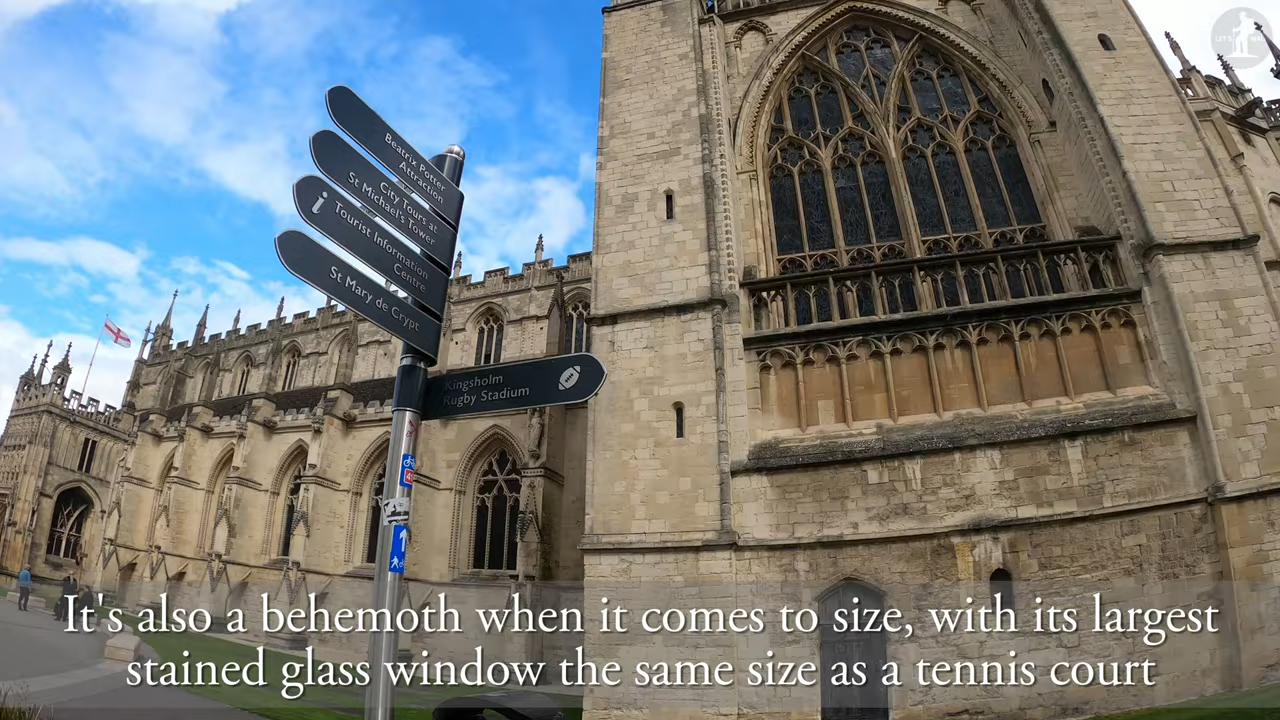 LET'S WALK
Beatrix Potter
Attraction
City Tours at
St Michael's Tower
i Tourist Information
Centre
St Mary de Crypt
Kingsholm
Rugby Stadium
It's also a behemoth when it comes to size, with its largest
stained glass window the same size as a tennis court